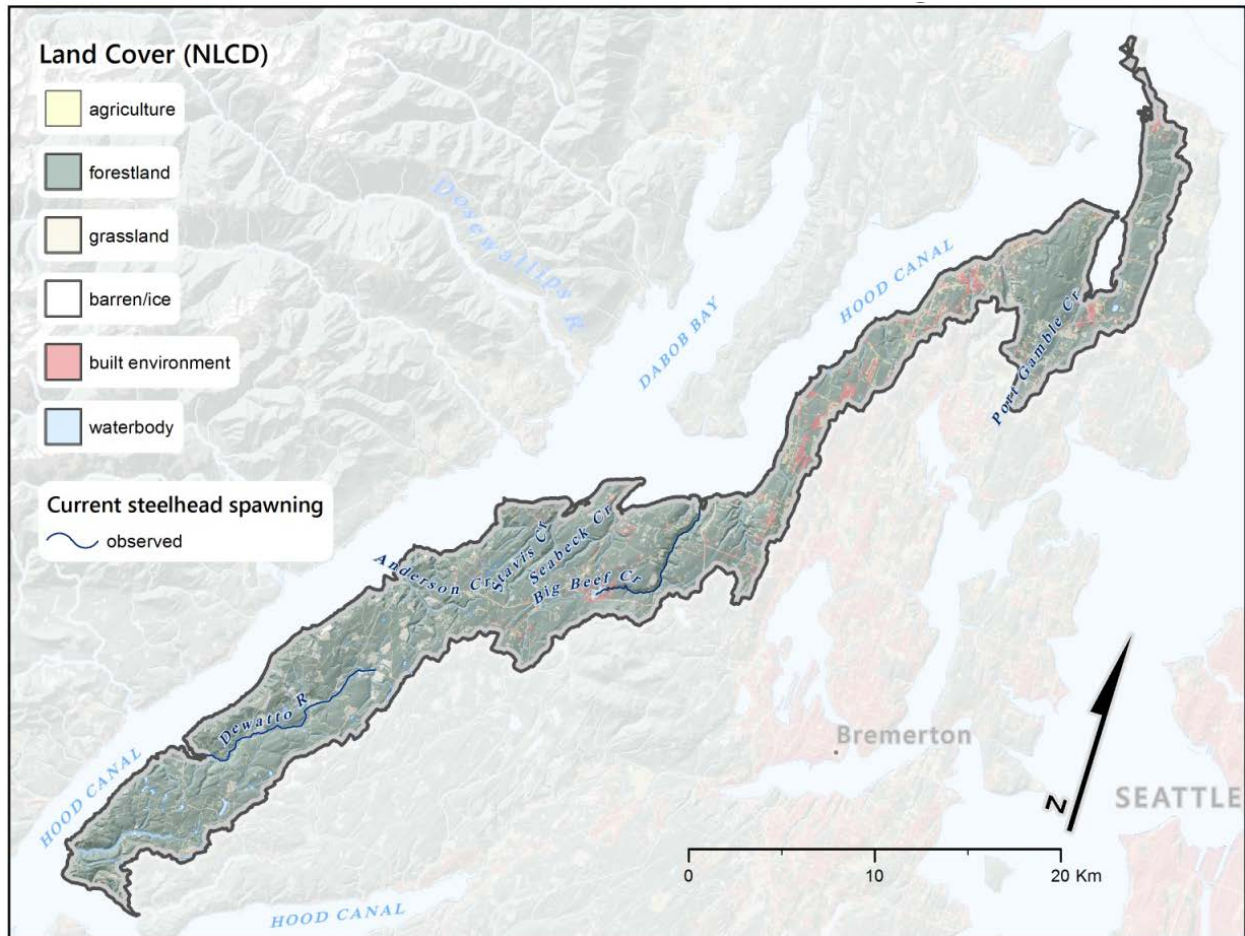 Land Cover (NLCD)
agriculture
forestland
grassland
barren/ice
built environment
waterbody
Current steelhead spawning
observed
Dosewallips R
DABOB BAY
HOOD CANAL
Port Gamble Cr
Anderson Cr
Stavis Cr
Seabeck Cr
Big Beef Cr
Dewatto R
HOOD CANAL
HOOD CANAL
Bremerton
SEATTLE
N
0 10 20 Km